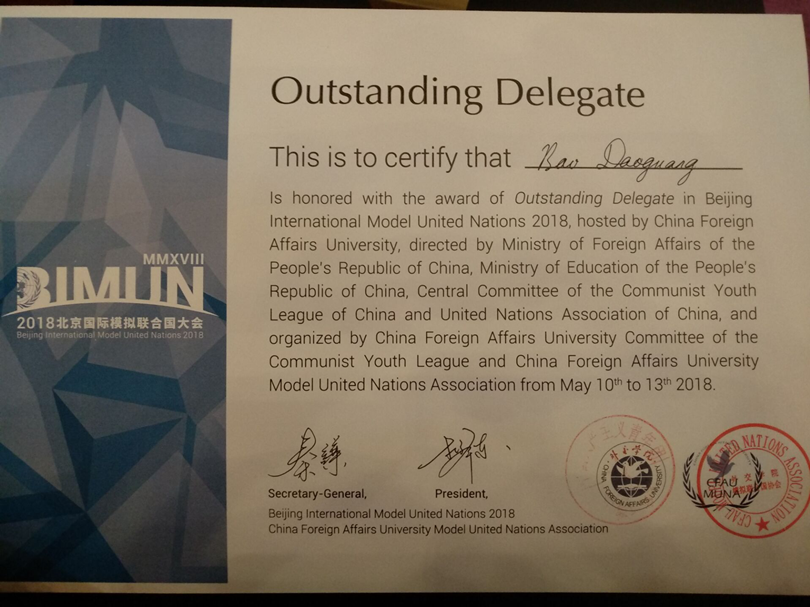 Outstanding Delegate
This is to certify that Bao Daoguang
Is honored with the award of Outstanding Delegate in Beijing
International Model United Nations 2018, hosted by China Foreign
Affairs University, directed by Ministry of Foreign Affairs of the
People's Republic of China, Ministry of Education of the People's
Republic of China, Central Committee of the Communist Youth
League of China and United Nations Association of China, and
organized by China Foreign Affairs University Committee of the
Communist Youth League and China Foreign Affairs University
Model United Nations Association from May 10th to 13th 2018.
MMXVIII
BIMUN
2018北京国际模拟联合国大会
Beijing International Model United Nations 2018
Secretary-General,
President,
Beijing International Model United Nations 2018
China Foreign Affairs University Model United Nations Association
CHINA FOREIGN AFFAIRS UNIVERSITY
CFAU
MUNA
NATIONS ASSOCIATION